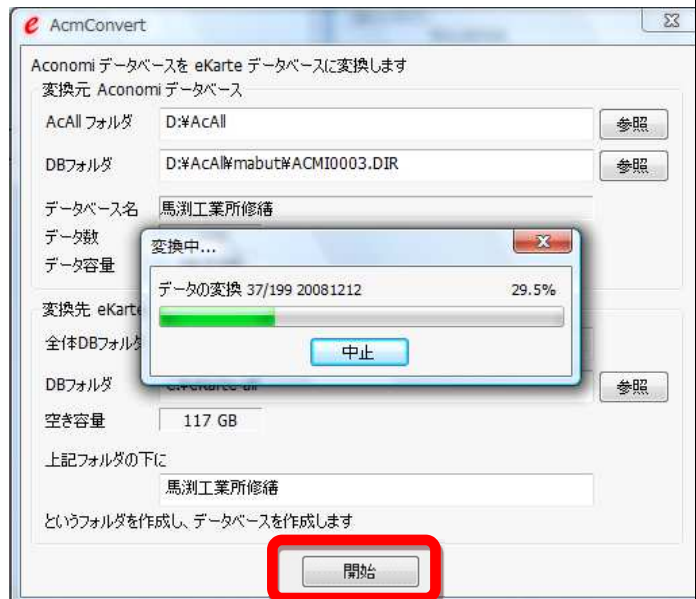 AcmConvert
Aconomi データベースを eKarte データベースに変換します
変換元 Aconomi データベース
AcAll フォルダ D:¥AcAll 参照
DBフォルダ D:¥AcAll¥mabut¥ACMI0003.DIR 参照
データベース名 馬渕工業所修繕
データ数
データ容量
変換中...
データの変換 37/199 20081212 29.5%
中止
変換先 eKarte
全体DBフォルダ
DBフォルダ 参照
空き容量 117 GB
上記フォルダの下に
馬渕工業所修繕
というフォルダを作成し、データベースを作成します
開始